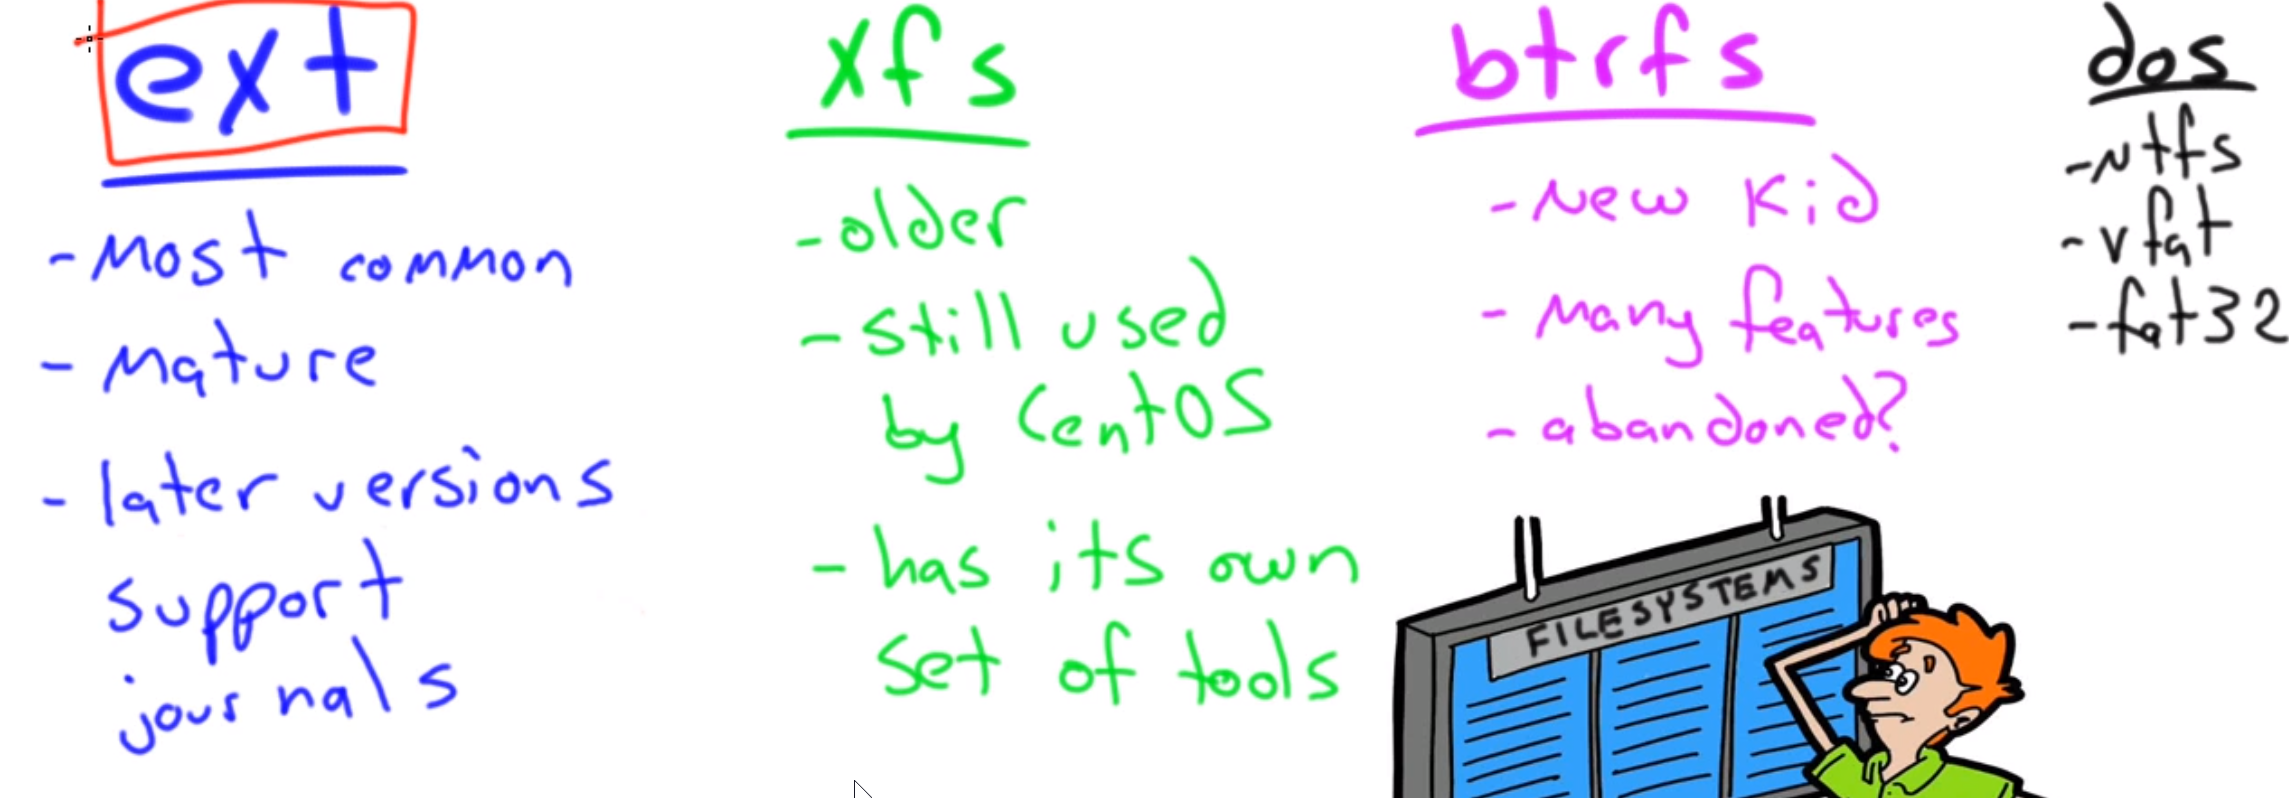 ext
- Most common
- Mature
- later versions
support
journals
xfs
- older
- still used
by CentOS
- has its own
set of tools
btrfs
- New Kid
- Many features
- abandoned?
dos
- ntfs
- vfat
- fat32
FILESYSTEMS